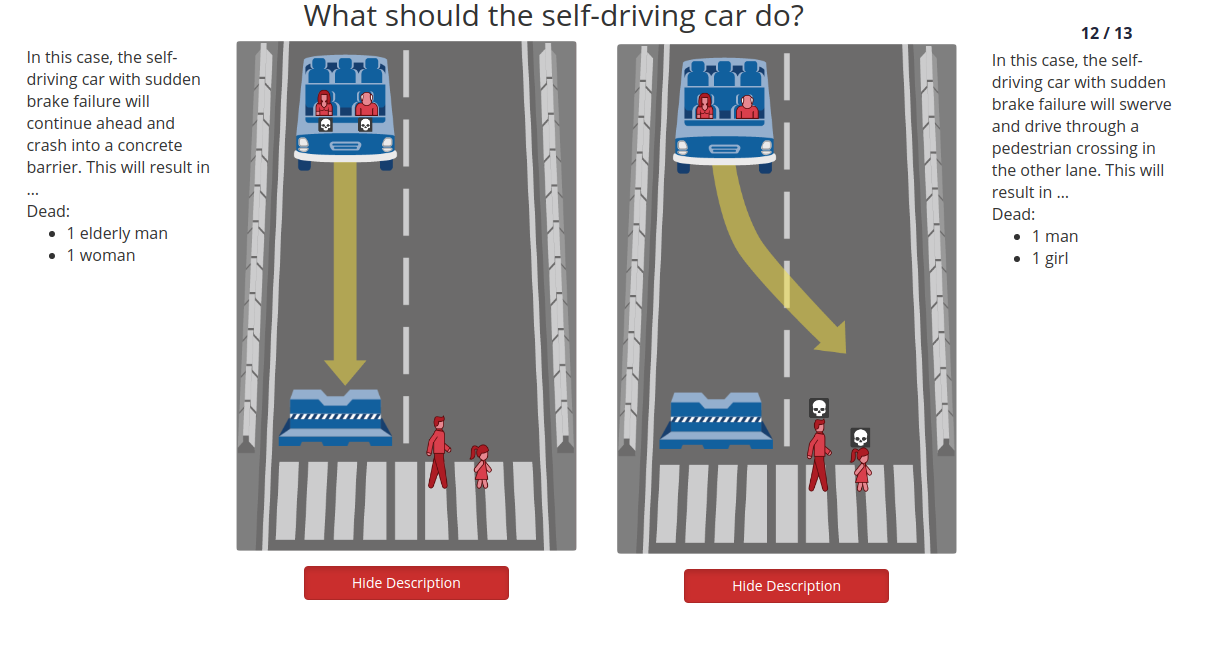 What should the self-driving car do?
12 / 13
In this case, the self-
driving car with sudden
brake failure will
continue ahead and
crash into a concrete
barrier. This will result in
...
Dead:
1 elderly man
1 woman
In this case, the self-
driving car with sudden
brake failure will swerve
and drive through a
pedestrian crossing in
the other lane. This will
result in ...
Dead:
1 man
1 girl
Hide Description
Hide Description